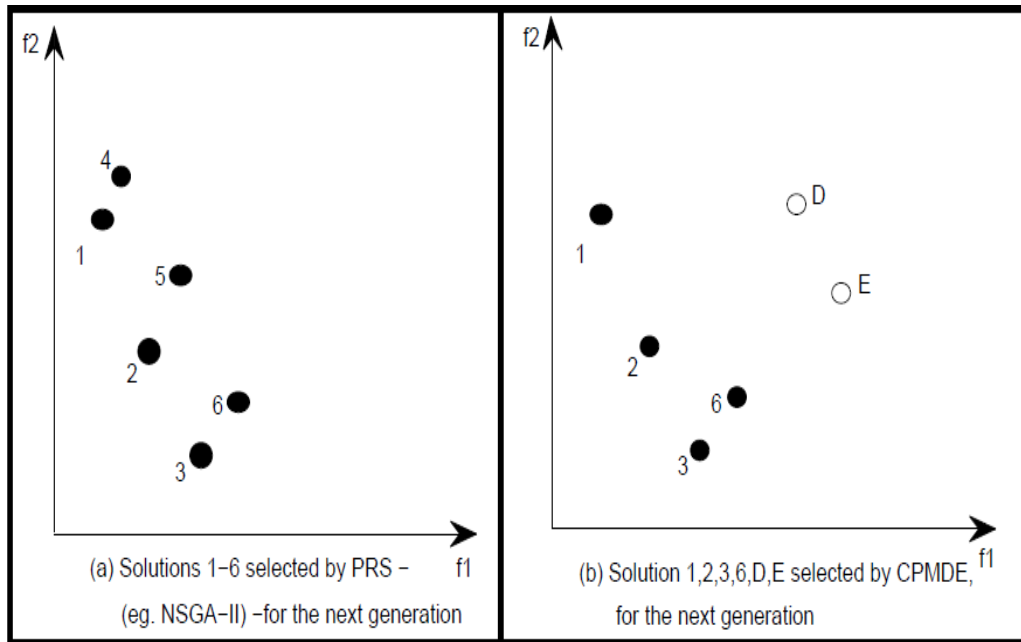 f2
4
1
5
2
6
3
(a) Solutions 1−6 selected by PRS − f1
(eg. NSGA−II) −for the next generation
f2
D
1
E
2
6
3
f1
(b) Solution 1,2,3,6,D,E selected by CPMDE,
for the next generation